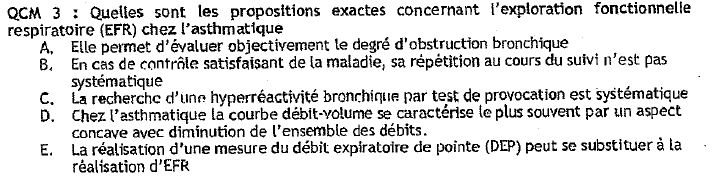 QCM 3 : Quelles sont les propositions exactes concernant l'exploration fonctionnelle
respiratoire (EFR) chez l'asthmatique
A. Elle permet d'évaluer objectivement le degré d'obstruction bronchique
B. En cas de contrôle satisfaisant de la maladie, sa répétition au cours du suivi n'est pas
systématique
C. La recherche d'une hyperréactivité bronchique par test de provocation est systématique
D. Chez l'asthmatique la courbe débit-volume se caractérise le plus souvent par un aspect
concave avec diminution de l'ensemble des débits.
E. La réalisation d'une mesure du débit expiratoire de pointe (DEP) peut se substituer à la
réalisation d'EFR